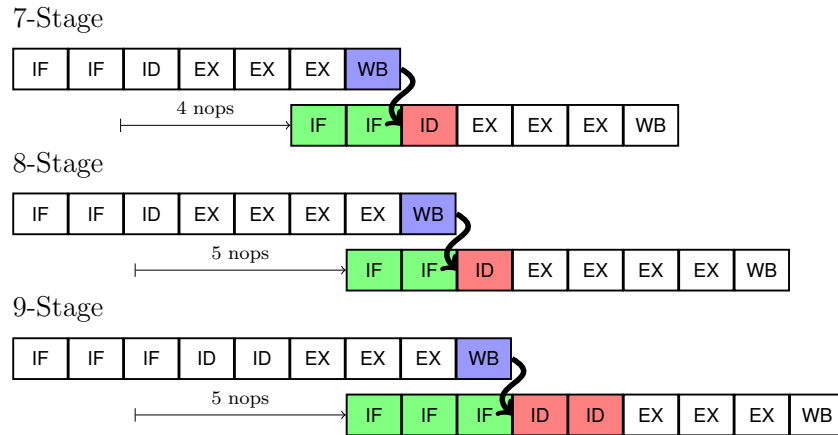 7-Stage
IF IF ID EX EX EX WB
4 nops
IF IF ID EX EX EX WB
8-Stage
IF IF ID EX EX EX EX WB
5 nops
IF IF ID EX EX EX EX WB
9-Stage
IF IF IF ID ID EX EX EX WB
5 nops
IF IF IF ID ID EX EX EX WB